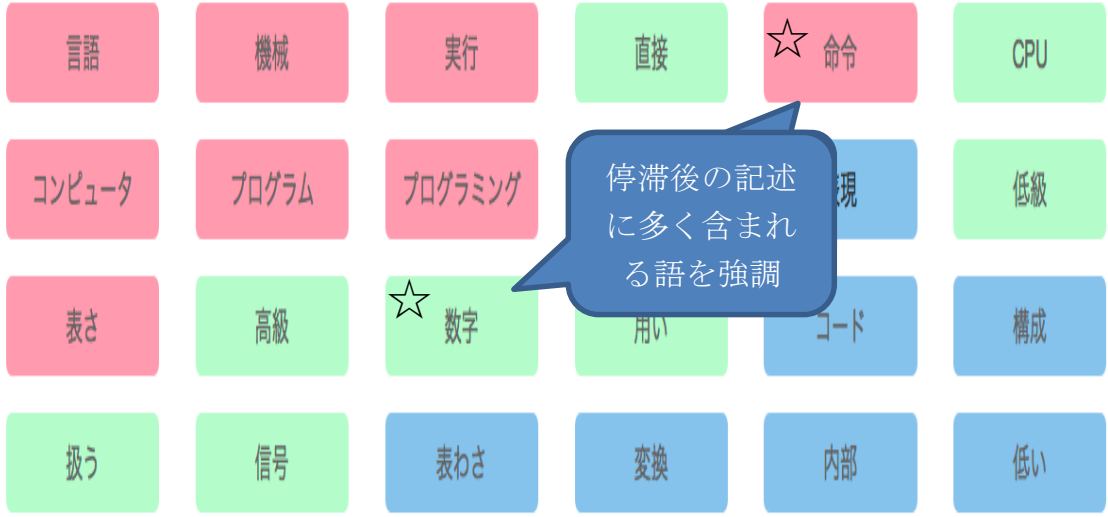 言語
機械
実行
直接
☆
命令
CPU
コンピュータ
プログラム
プログラミング
停滞後の記述
に多く含まれ
る語を強調
現
低級
表さ
高級
☆
数字
用い
コード
構成
扱う
信号
表わさ
変換
内部
低い